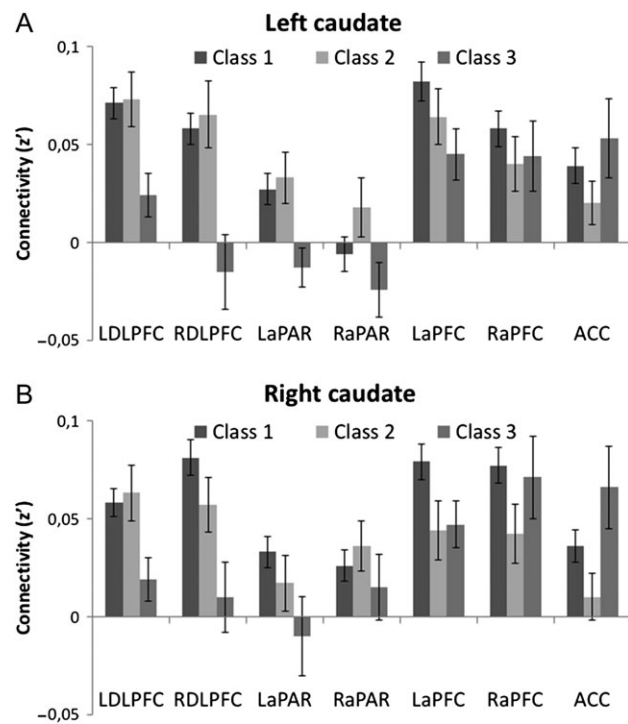 A
Left caudate
0,1
Class 1 Class 2 Class 3
0,05
Connectivity (z')
0
−0,05
LDLPFC RDLPFC LaPAR RaPAR LaPFC RaPFC ACC
B
Right caudate
0,1
Class 1 Class 2 Class 3
0,05
Connectivity (z')
0
−0,05
LDLPFC RDLPFC LaPAR RaPAR LaPFC RaPFC ACC